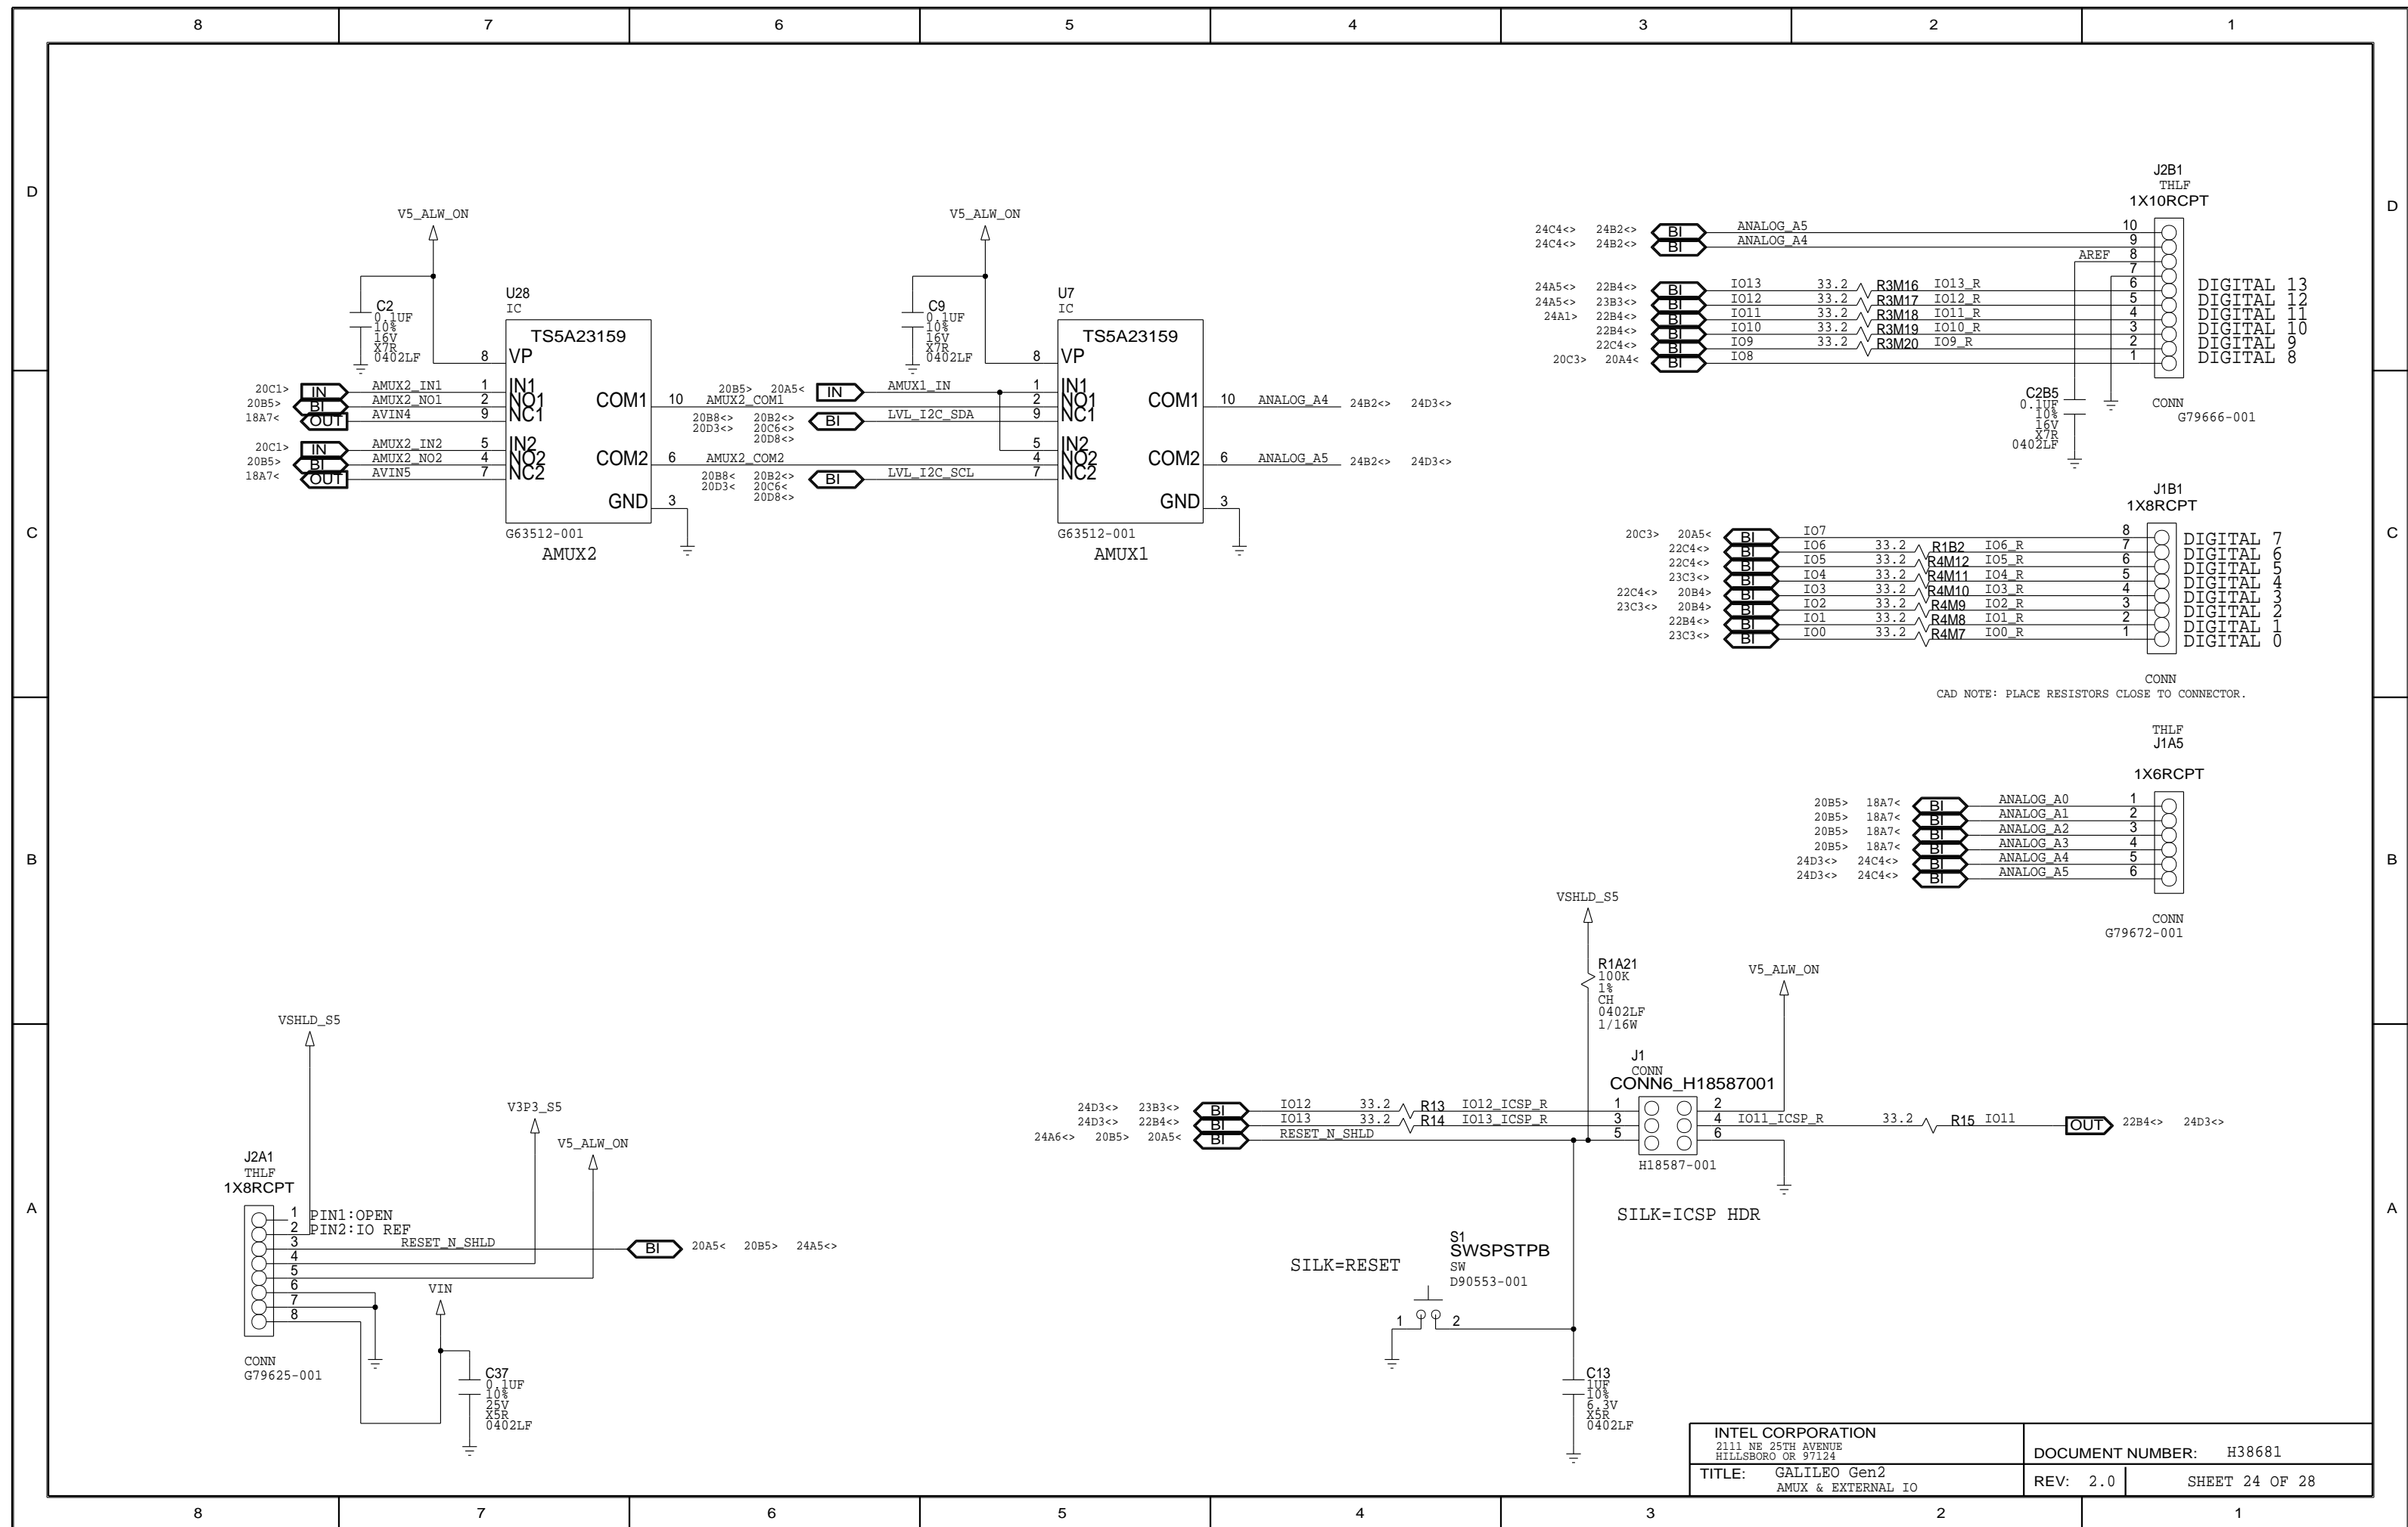 8 7 6 5 4 3 2 1
D
V5_ALW_ON
C2
0.1UF
10%
16V
X7R
0402LF
U28
IC
TS5A23159
8 VP
20C1> IN AMUX2_IN1 1 IN1
20B5> BI AMUX2_NO1 2 NO1
18A7< OUT AVIN4 9 NC1
20C1> IN AMUX2_IN2 5 IN2
20B5> BI AMUX2_NO2 4 NO2
18A7< OUT AVIN5 7 NC2
COM1 10 AMUX2_COM1
COM2 6 AMUX2_COM2
GND 3
G63512-001
AMUX2
V5_ALW_ON
C9
0.1UF
10%
16V
X7R
0402LF
U7
IC
TS5A23159
8 VP
20B5> 20A5< IN AMUX1_IN 1 IN1
2 NO1
20B8<> 20B2<> BI LVL_I2C_SDA 9 NC1
20D3<> 20C6<>
20D8<>
5 IN2
4 NO2
20B8< 20B2<> BI LVL_I2C_SCL 7 NC2
20D3< 20C6<
20D8<>
COM1 10 ANALOG_A4 24B2<> 24D3<>
COM2 6 ANALOG_A5 24B2<> 24D3<>
GND 3
G63512-001
AMUX1
J2B1
THLF
1X10RCPT
24C4<> 24B2<> BI ANALOG_A5 10
24C4<> 24B2<> BI ANALOG_A4 9
AREF 8
7
24A5<> 22B4<> BI IO13 33.2 R3M16 IO13_R 6 DIGITAL 13
24A5<> 23B3<> BI IO12 33.2 R3M17 IO12_R 5 DIGITAL 12
24A1> 22B4<> BI IO11 33.2 R3M18 IO11_R 4 DIGITAL 11
22B4<> BI IO10 33.2 R3M19 IO10_R 3 DIGITAL 10
22C4<> BI IO9 33.2 R3M20 IO9_R 2 DIGITAL 9
20C3> 20A4< BI IO8 1 DIGITAL 8
C2B5
0.1UF
10%
16V
X7R
0402LF
CONN
G79666-001
C
J1B1
1X8RCPT
20C3> 20A5< BI IO7 8 DIGITAL 7
22C4<> BI IO6 33.2 R1B2 IO6_R 7 DIGITAL 6
22C4<> BI IO5 33.2 R4M12 IO5_R 6 DIGITAL 5
23C3<> BI IO4 33.2 R4M11 IO4_R 5 DIGITAL 4
22C4<> 20B4> BI IO3 33.2 R4M10 IO3_R 4 DIGITAL 3
23C3<> 20B4> BI IO2 33.2 R4M9 IO2_R 3 DIGITAL 2
22B4<> BI IO1 33.2 R4M8 IO1_R 2 DIGITAL 1
23C3<> BI IO0 33.2 R4M7 IO0_R 1 DIGITAL 0
CONN
CAD NOTE: PLACE RESISTORS CLOSE TO CONNECTOR.
B
THLF
J1A5
1X6RCPT
20B5> 18A7< BI ANALOG_A0 1
20B5> 18A7< BI ANALOG_A1 2
20B5> 18A7< BI ANALOG_A2 3
20B5> 18A7< BI ANALOG_A3 4
24D3<> 24C4<> BI ANALOG_A4 5
24D3<> 24C4<> BI ANALOG_A5 6
CONN
G79672-001
VSHLD_S5
R1A21
100K
1%
CH
0402LF
1/16W
V5_ALW_ON
J1
CONN
CONN6_H18587001
24D3<> 23B3<> BI IO12 33.2 R13 IO12_ICSP_R 1 2
24D3<> 22B4<> BI IO13 33.2 R14 IO13_ICSP_R 3 4 IO11_ICSP_R 33.2 R15 IO11 OUT 22B4<> 24D3<>
24A6<> 20B5> 20A5< BI RESET_N_SHLD 5 6
H18587-001
SILK=ICSP HDR
A
VSHLD_S5
V3P3_S5
V5_ALW_ON
J2A1
THLF
1X8RCPT
1 PIN1:OPEN
2 PIN2:IO REF
3 RESET_N_SHLD BI 20A5< 20B5> 24A5<>
4
5
6
7
8
VIN
CONN
G79625-001
C37
0.1UF
10%
25V
X5R
0402LF
SILK=RESET
S1
SWSPSTPB
SW
D90553-001
1 2
C13
1UF
10%
6.3V
X5R
0402LF
INTEL CORPORATION
2111 NE 25TH AVENUE
HILLSBORO OR 97124
DOCUMENT NUMBER: H38681
TITLE: GALILEO Gen2
AMUX & EXTERNAL IO
REV: 2.0 SHEET 24 OF 28
D
C
B
A
8 7 6 5 4 3 2 1